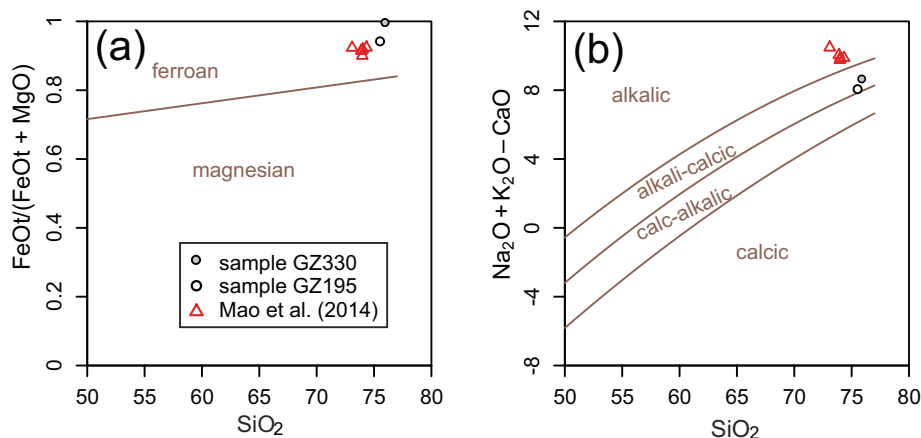 (a)
FeOt/(FeOt + MgO)
1
0.8
0.6
0.4
0.2
0
ferroan
magnesian
sample GZ330
sample GZ195
Mao et al. (2014)
50 55 60 65 70 75 80
SiO₂
(b)
Na₂O + K₂O – CaO
12
8
4
0
-4
-8
alkalic
alkali-calcic
calc-alkalic
calcic
50 55 60 65 70 75 80
SiO₂